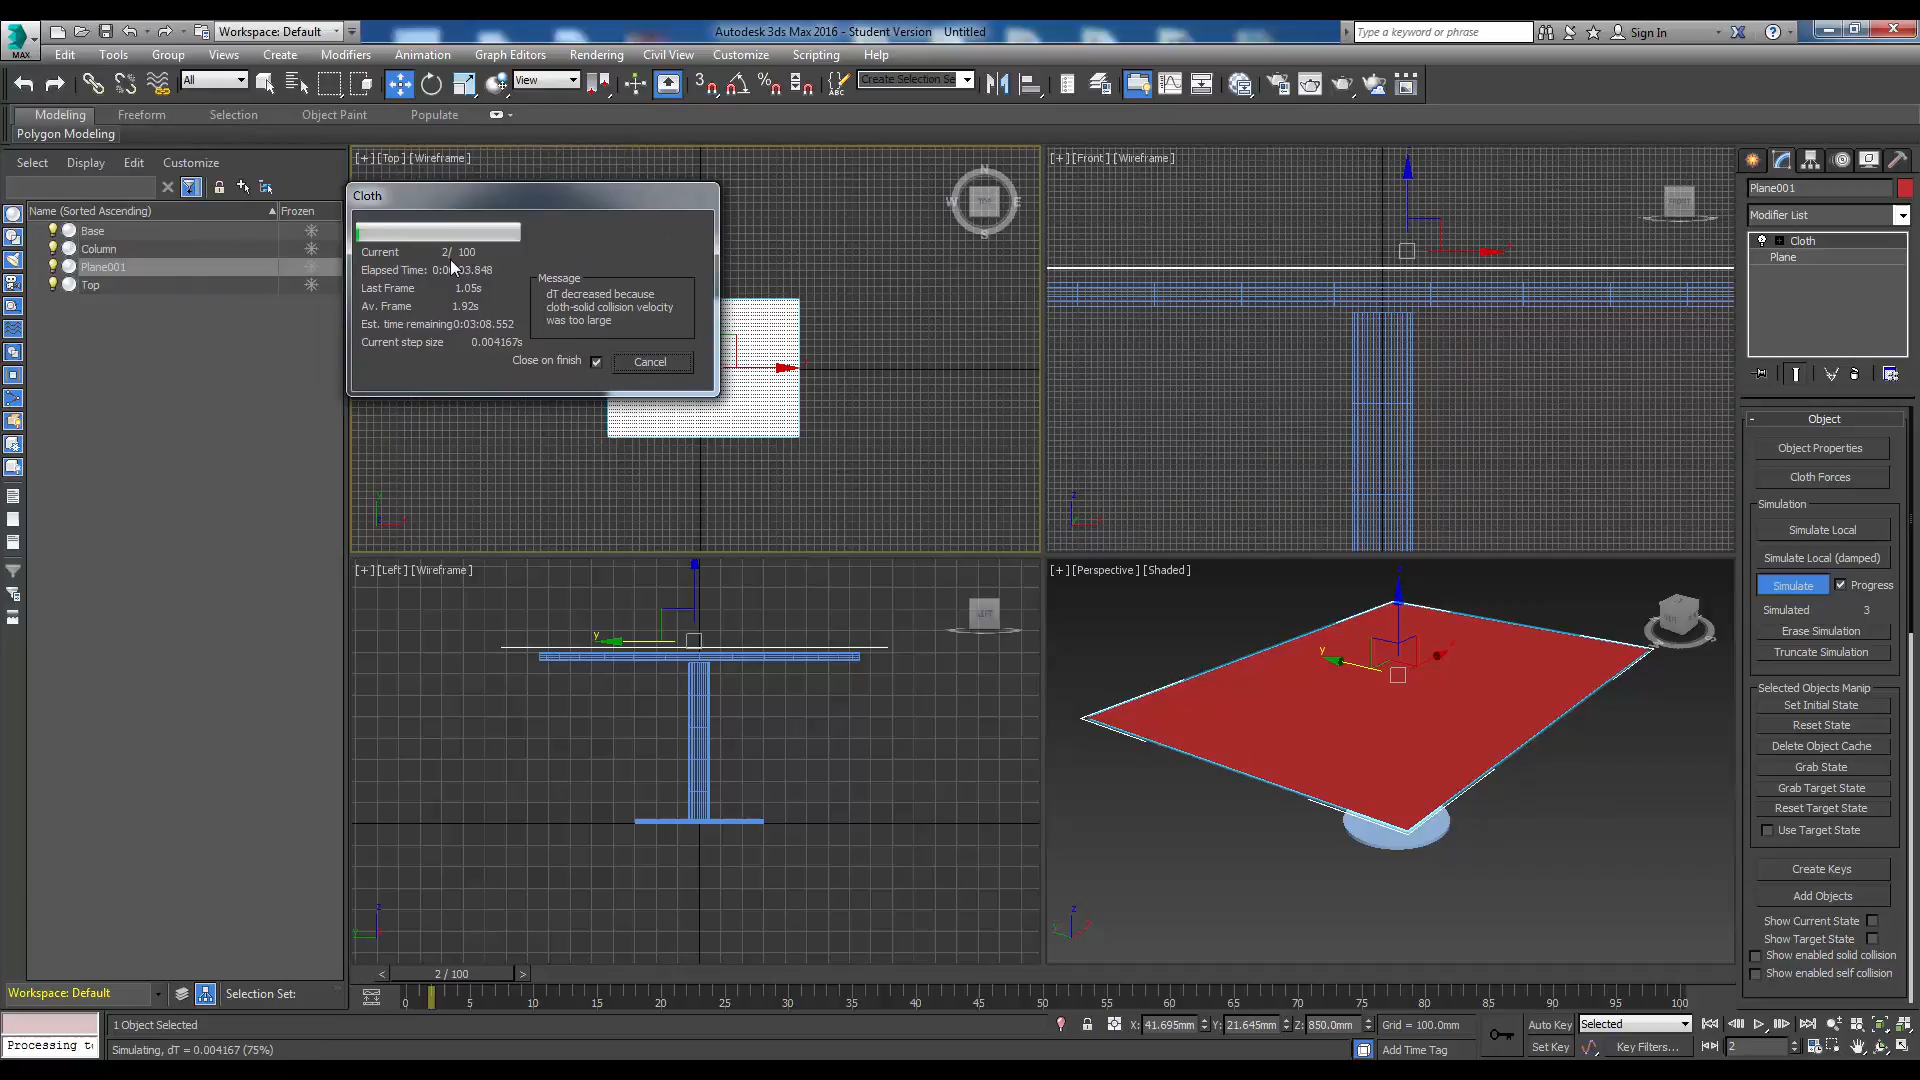 Workspace: Default
Autodesk 3ds Max 2016 - Student Version Untitled
Type a keyword or phrase
Sign In
MAX
Edit Tools Group Views Create Modifiers Animation Graph Editors Rendering Civil View Customize Scripting Help
All
View
3
Create Selection Se
Modeling Freeform Selection Object Paint Populate
Polygon Modeling
Select Display Edit Customize
Name (Sorted Ascending) Frozen
Base
Column
Plane001
Top
[+] [Top] [Wireframe]
N
W TOP E
S
Cloth
Current 2/ 100
Elapsed Time:
Last Frame 1.05s
Av. Frame 1.92s
Est. time remaining0:03:08.552
Current step size 0.004167s
Message
dT decreased because
cloth-solid collision velocity
was too large
Close on finish
Cancel
[+] [Front] [Wireframe]
FRONT
[+] [Left] [Wireframe]
LEFT
y
[+] [Perspective] [Shaded]
z
y
Plane001
Modifier List
Cloth
Plane
- Object
Object Properties
Cloth Forces
Simulation
Simulate Local
Simulate Local (damped)
Simulate Progress
Simulated 3
Erase Simulation
Truncate Simulation
Selected Objects Manip
Set Initial State
Reset State
Delete Object Cache
Grab State
Grab Target State
Reset Target State
Use Target State
Create Keys
Add Objects
Show Current State
Show Target State
Show enabled solid collision
Show enabled self collision
< 2 / 100 >
Workspace: Default
Selection Set:
0 5 10 15 20 25 30 35 40 45 50 55 60 65 70 75 80 85 90 95 100
1 Object Selected
X: 41.695mm Y: 21.645mm Z: 850.0mm
Grid = 100.0mm
Auto Key
Selected
Processing
Simulating, dT = 0.004167 (75%)
Add Time Tag
Set Key
Key Filters...
2